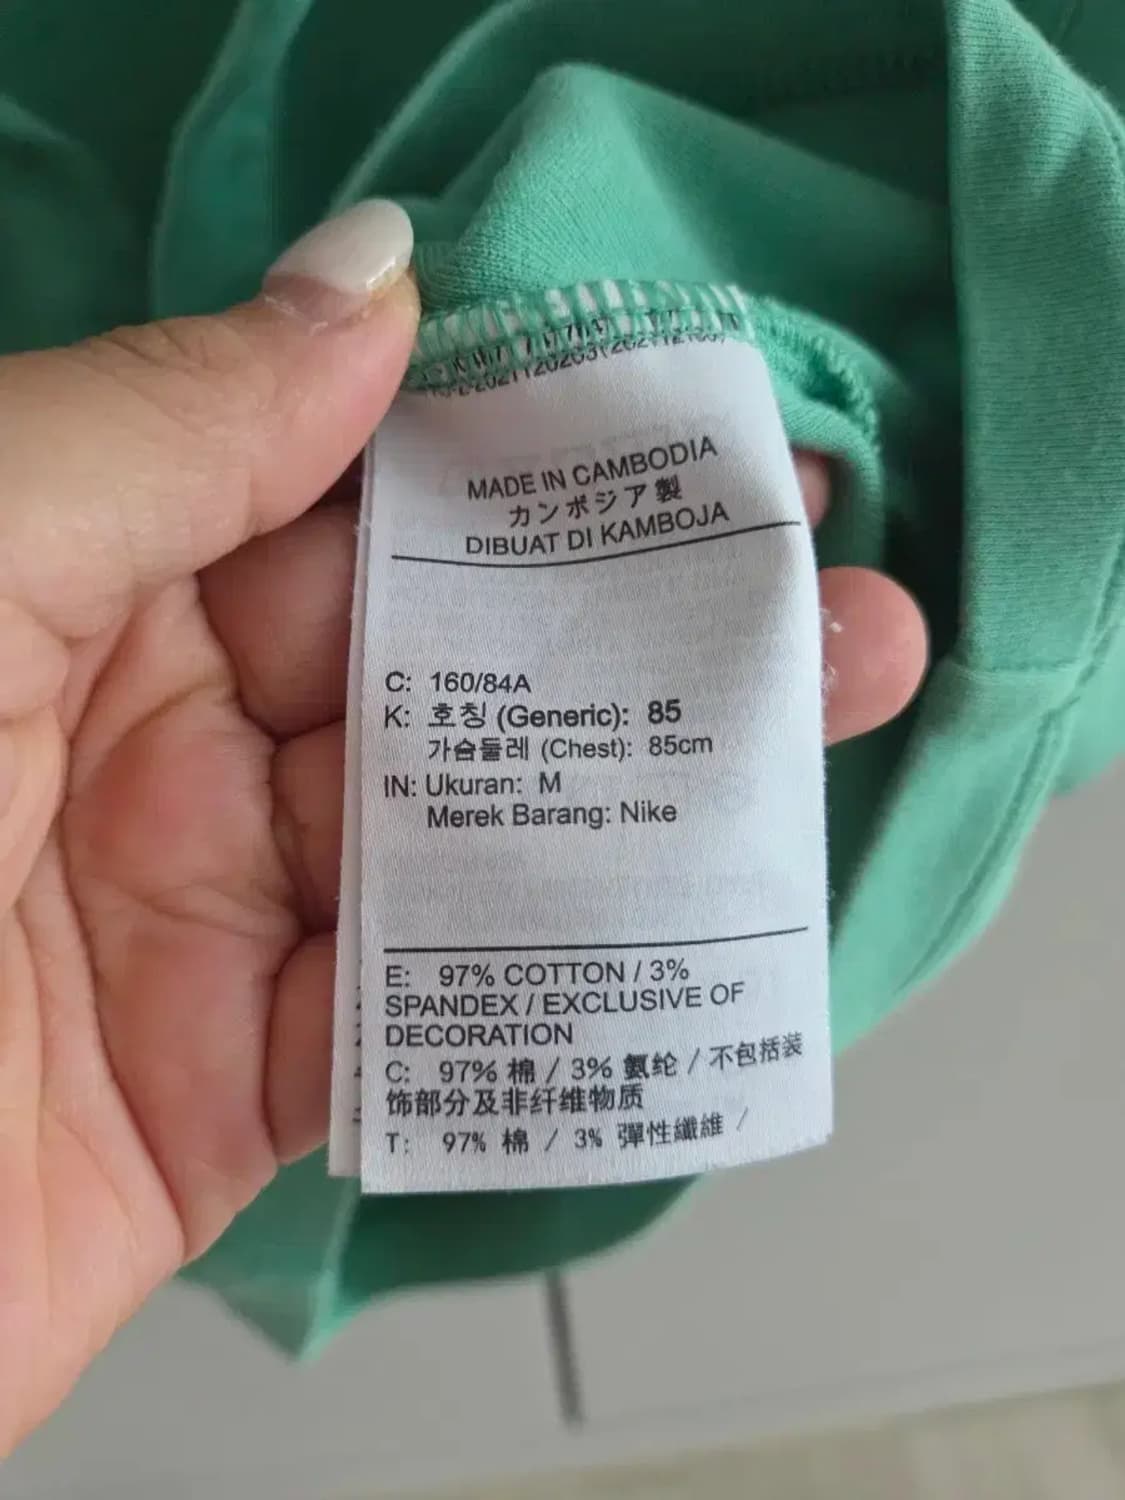 MADE IN CAMBODIA
カンボジア製
DIBUAT DI KAMBOJA
C: 160/84A
K: 호칭 (Generic): 85
가슴둘레 (Chest): 85cm
IN: Ukuran: M
Merek Barang: Nike
E: 97% COTTON / 3%
SPANDEX / EXCLUSIVE OF
DECORATION
C: 97% 棉 / 3% 氨纶 / 不包括装
饰部分及非纤维物质
T: 97% 棉 / 3% 彈性纖維 /